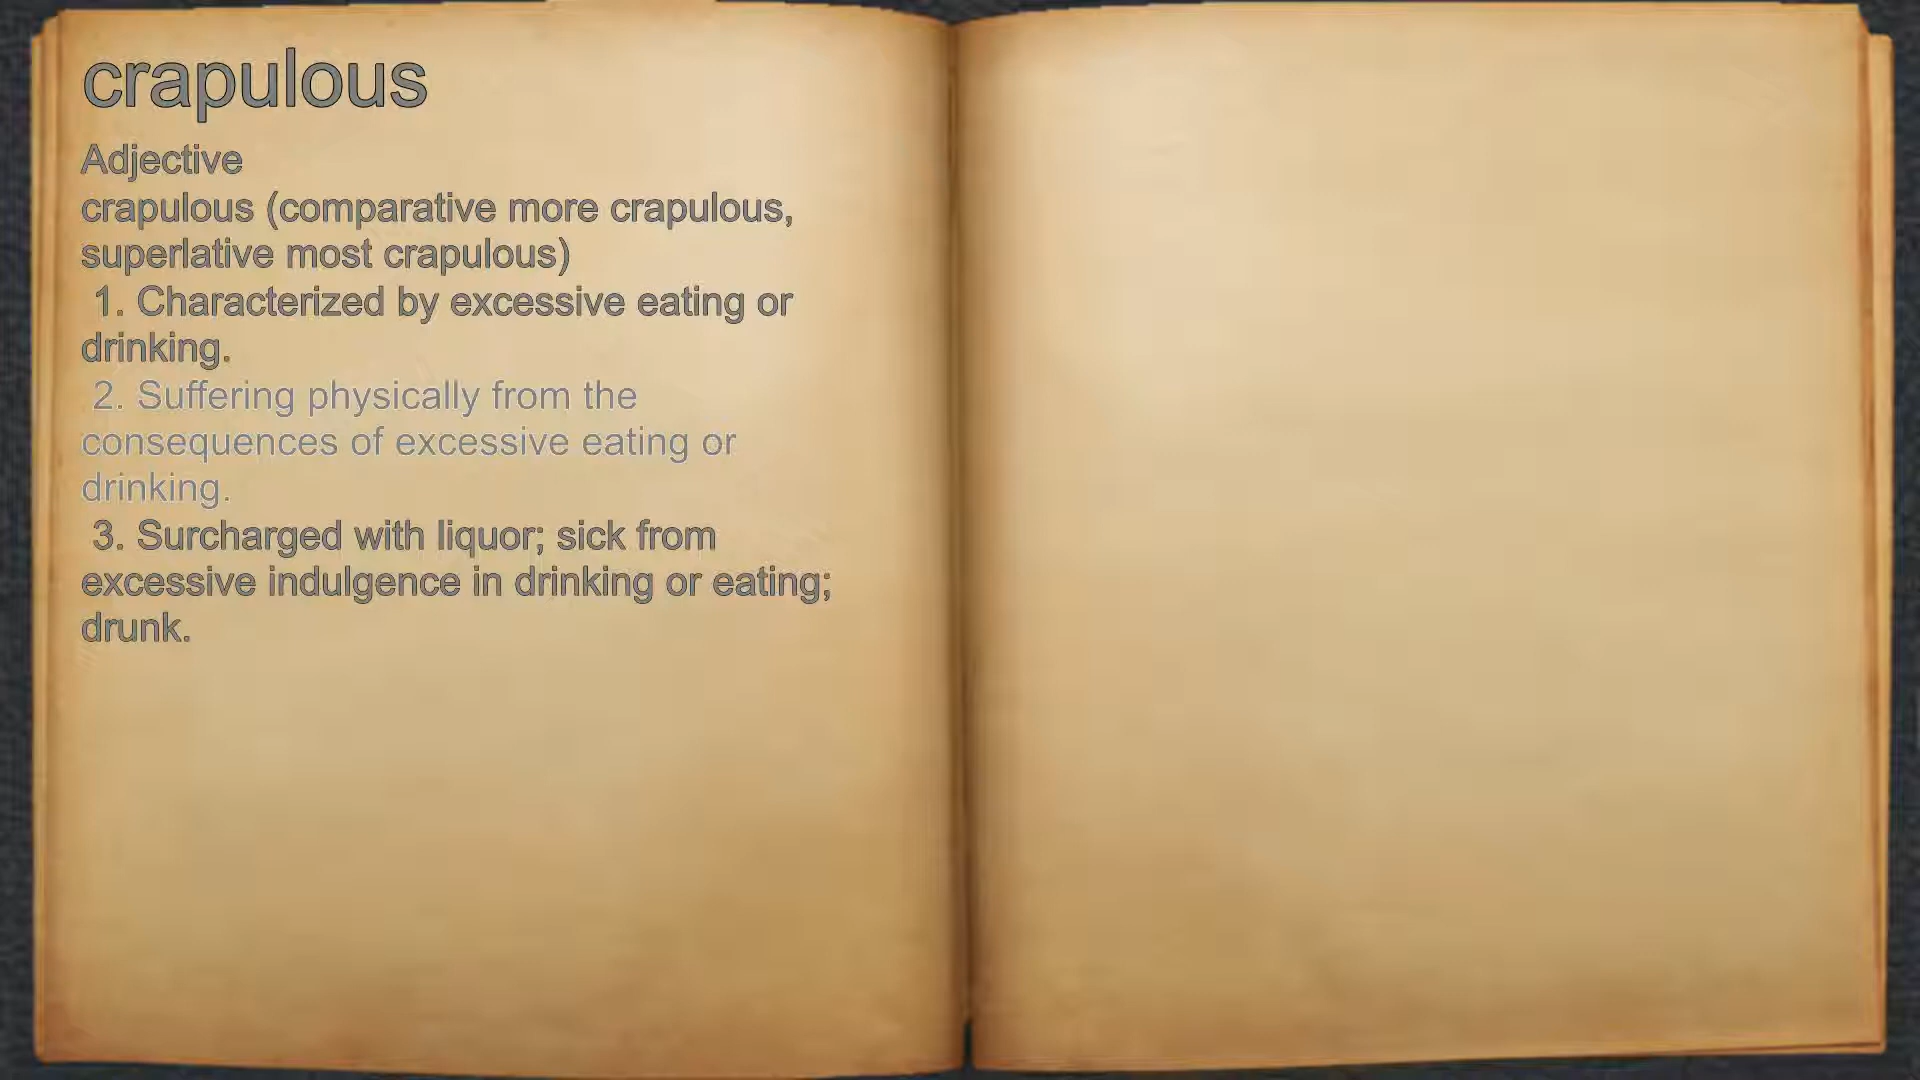 crapulous
Adjective
crapulous (comparative more crapulous,
superlative most crapulous)
1. Characterized by excessive eating or
drinking.
2. Suffering physically from the
consequences of excessive eating or
drinking.
3. Surcharged with liquor; sick from
excessive indulgence in drinking or eating;
drunk.